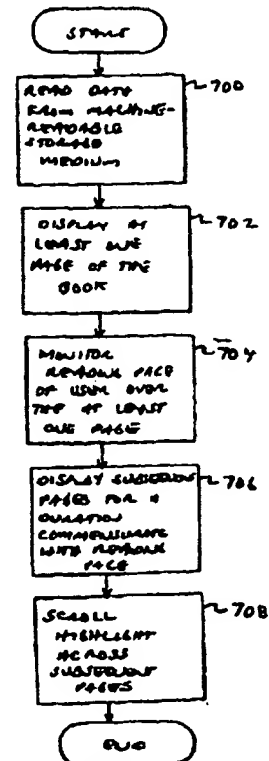 START
READ DATA
FROM MACHINE-
READABLE
STORAGE
MEDIUM
700
DISPLAY AT
LEAST ONE
PAGE OF THE
BOOK
702
MONITOR
READING PACE
OF USER OVER
THE AT LEAST
ONE PAGE
704
DISPLAY SUBSEQUENT
PAGES FOR A
DURATION
COMMENSURATE
WITH READING
PACE
706
SCROLL
HIGHLIGHT
ACROSS
SUBSEQUENT
PAGES
708
END